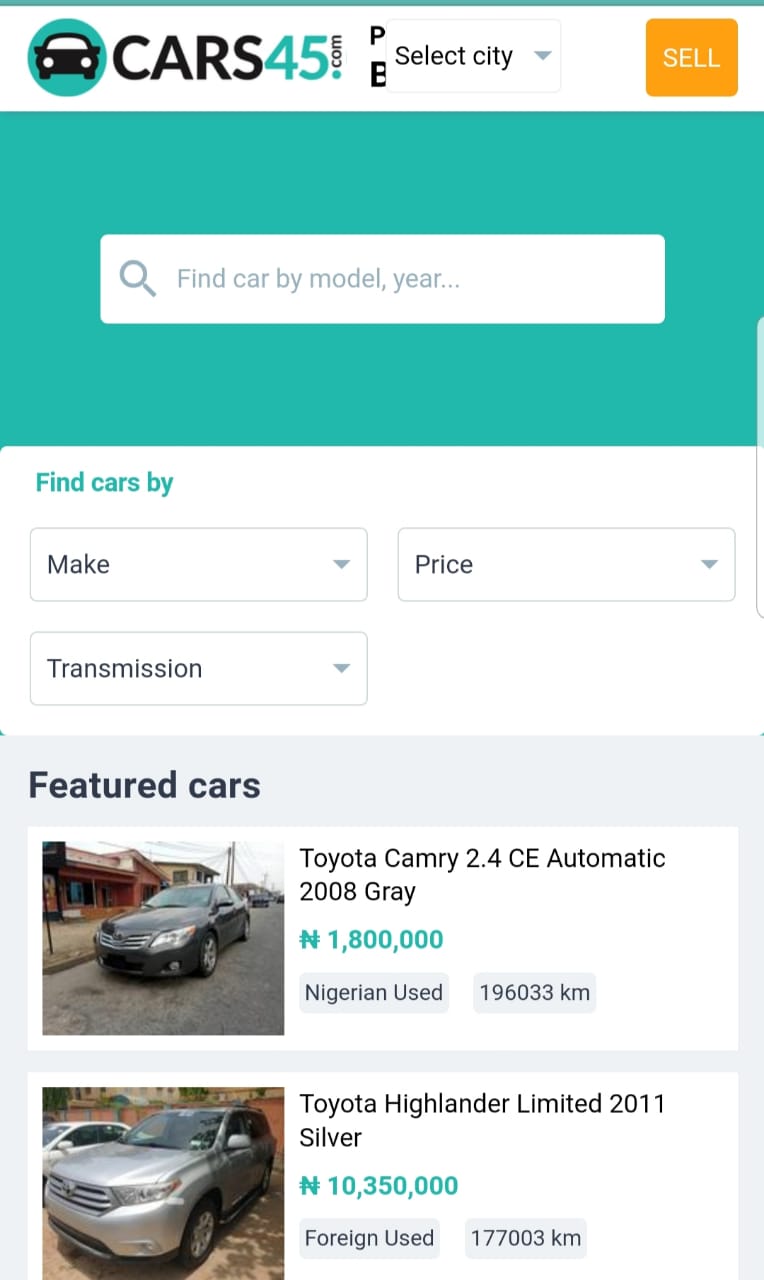 CARS45.com
P
B
Select city
SELL
Find car by model, year...
Find cars by
Make
Price
Transmission
Featured cars
Toyota Camry 2.4 CE Automatic
2008 Gray
₦ 1,800,000
Nigerian Used
196033 km
Toyota Highlander Limited 2011
Silver
₦ 10,350,000
Foreign Used
177003 km